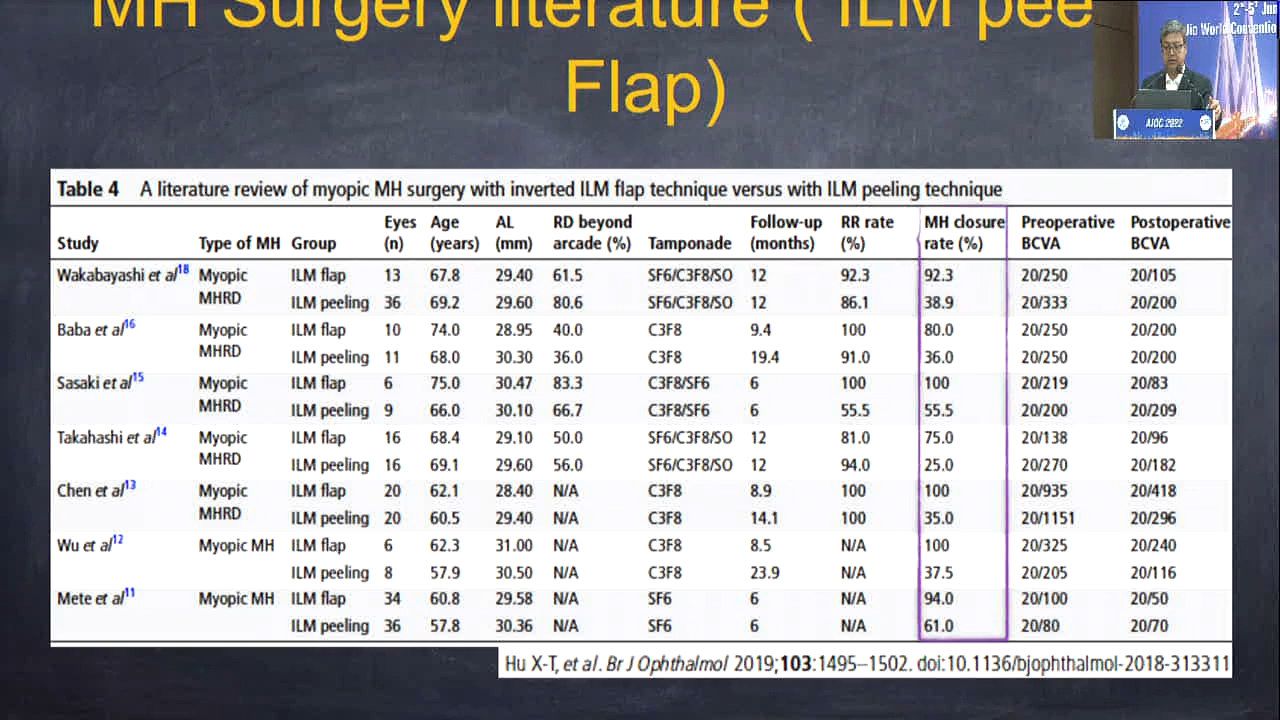 MH Surgery literature ( ILM pee
Flap)
2 -5 Jun
Jio World Conventio
AIOC 2022
Table 4 A literature review of myopic MH surgery with inverted ILM flap technique versus with ILM peeling technique
Study Type of MH Group Eyes (n) Age (years) AL (mm) RD beyond arcade (%) Tamponade Follow-up (months) RR rate (%) MH closure rate (%) Preoperative BCVA Postoperative BCVA
Wakabayashi et al18 Myopic MHRD ILM flap 13 67.8 29.40 61.5 SF6/C3F8/SO 12 92.3 92.3 20/250 20/105
ILM peeling 36 69.2 29.60 80.6 SF6/C3F8/SO 12 86.1 38.9 20/333 20/200
Baba et al16 Myopic MHRD ILM flap 10 74.0 28.95 40.0 C3F8 9.4 100 80.0 20/250 20/200
ILM peeling 11 68.0 30.30 36.0 C3F8 19.4 91.0 36.0 20/250 20/200
Sasaki et al15 Myopic MHRD ILM flap 6 75.0 30.47 83.3 C3F8/SF6 6 100 100 20/219 20/83
ILM peeling 9 66.0 30.10 66.7 C3F8/SF6 6 55.5 55.5 20/200 20/209
Takahashi et al14 Myopic MHRD ILM flap 16 68.4 29.10 50.0 SF6/C3F8/SO 12 81.0 75.0 20/138 20/96
ILM peeling 16 69.1 29.60 56.0 SF6/C3F8/SO 12 94.0 25.0 20/270 20/182
Chen et al13 Myopic MHRD ILM flap 20 62.1 28.40 N/A C3F8 8.9 100 100 20/935 20/418
ILM peeling 20 60.5 29.40 N/A C3F8 14.1 100 35.0 20/1151 20/296
Wu et al12 Myopic MH ILM flap 6 62.3 31.00 N/A C3F8 8.5 N/A 100 20/325 20/240
ILM peeling 8 57.9 30.50 N/A C3F8 23.9 N/A 37.5 20/205 20/116
Mete et al11 Myopic MH ILM flap 34 60.8 29.58 N/A SF6 6 N/A 94.0 20/100 20/50
ILM peeling 36 57.8 30.36 N/A SF6 6 N/A 61.0 20/80 20/70
Hu X-T, et al. Br J Ophthalmol 2019;103:1495–1502. doi:10.1136/bjophthalmol-2018-313311